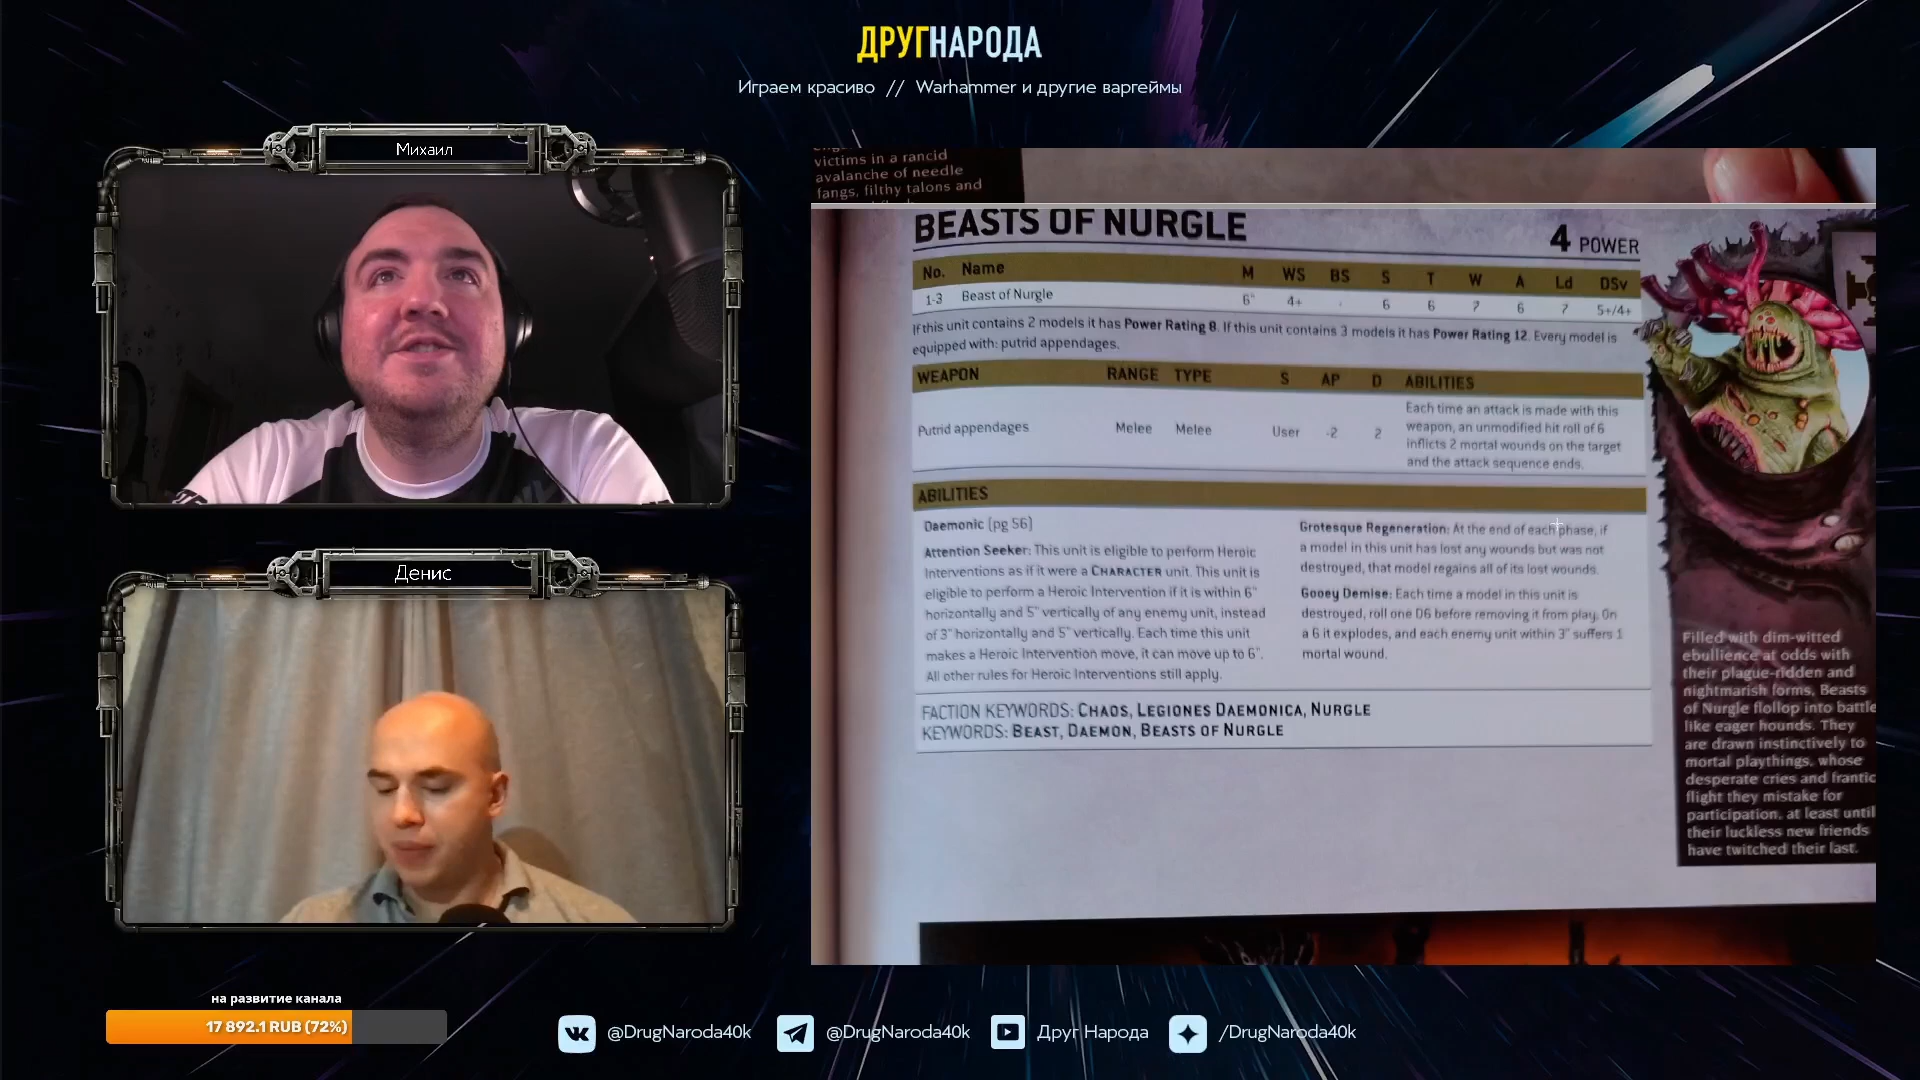 ДРУГНАРОДА
Играем красиво // Warhammer и другие варгеймы
Михаил
Денис
victims in a rancid
avalanche of needle
fangs, filthy talons and
BEASTS OF NURGLE
4 POWER
No. Name M WS BS S T W A Ld DSv
1-3 Beast of Nurgle 6" 4+ - 6 6 7 6 7 5+/4+
If this unit contains 2 models it has Power Rating 8. If this unit contains 3 models it has Power Rating 12. Every model is
equipped with: putrid appendages.
WEAPON RANGE TYPE S AP D ABILITIES
Putrid appendages Melee Melee User -2 2
Each time an attack is made with this
weapon, an unmodified hit roll of 6
inflicts 2 mortal wounds on the target
and the attack sequence ends.
ABILITIES
Daemonic (pg 56)
Attention Seeker: This unit is eligible to perform Heroic
Interventions as if it were a CHARACTER unit. This unit is
eligible to perform a Heroic Intervention if it is within 6"
horizontally and 5" vertically of any enemy unit, instead
of 3" horizontally and 5" vertically. Each time this unit
makes a Heroic Intervention move, it can move up to 6".
All other rules for Heroic Interventions still apply.
Grotesque Regeneration: At the end of each phase, if
a model in this unit has lost any wounds but was not
destroyed, that model regains all of its lost wounds.
Gooey Demise: Each time a model in this unit is
destroyed, roll one D6 before removing it from play. On
a 6 it explodes, and each enemy unit within 3" suffers 1
mortal wound.
FACTION KEYWORDS: CHAOS, LEGIONES DAEMONICA, NURGLE
KEYWORDS: BEAST, DAEMON, BEASTS OF NURGLE
Filled with dim-witted
ebullience at odds with
their plague-ridden and
nightmarish forms, Beasts
of Nurgle flollop into battle
like eager hounds. They
are drawn instinctively to
mortal playthings, whose
desperate cries and frantic
flight they mistake for
participation, at least until
their luckless new friends
have twitched their last.
на развитие канала
17 892.1 RUB (72%)
@DrugNaroda40k
@DrugNaroda40k
Друг Народа
/DrugNaroda40k